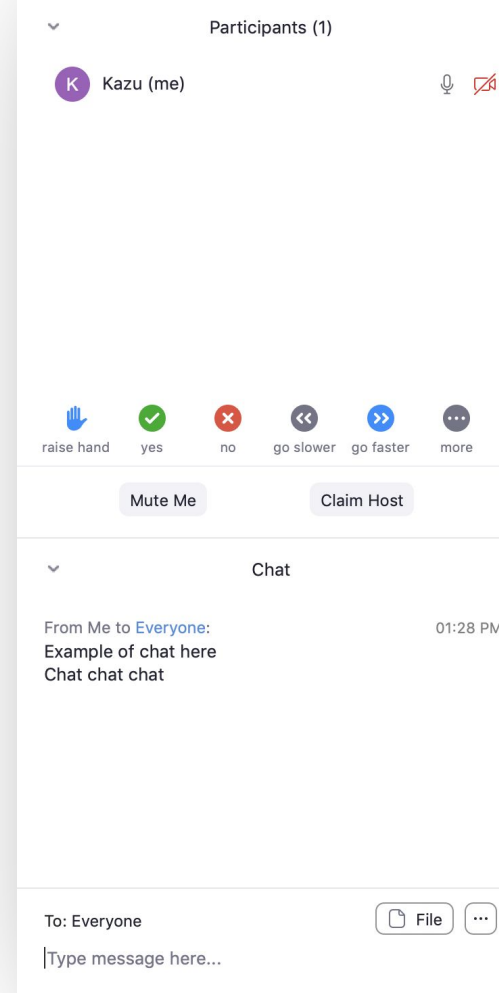 Participants (1)
K Kazu (me)
raise hand yes no go slower go faster more
Mute Me Claim Host
Chat
From Me to Everyone: 01:28 PM
Example of chat here
Chat chat chat
To: Everyone File
Type message here...